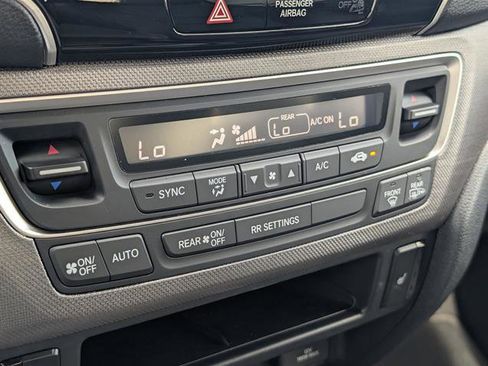 PASSENGER OFF
AIRBAG
REAR
Lo Lo A/C ON Lo
SYNC MODE A/C FRONT REAR
ON/OFF AUTO REAR ON/OFF RR SETTINGS